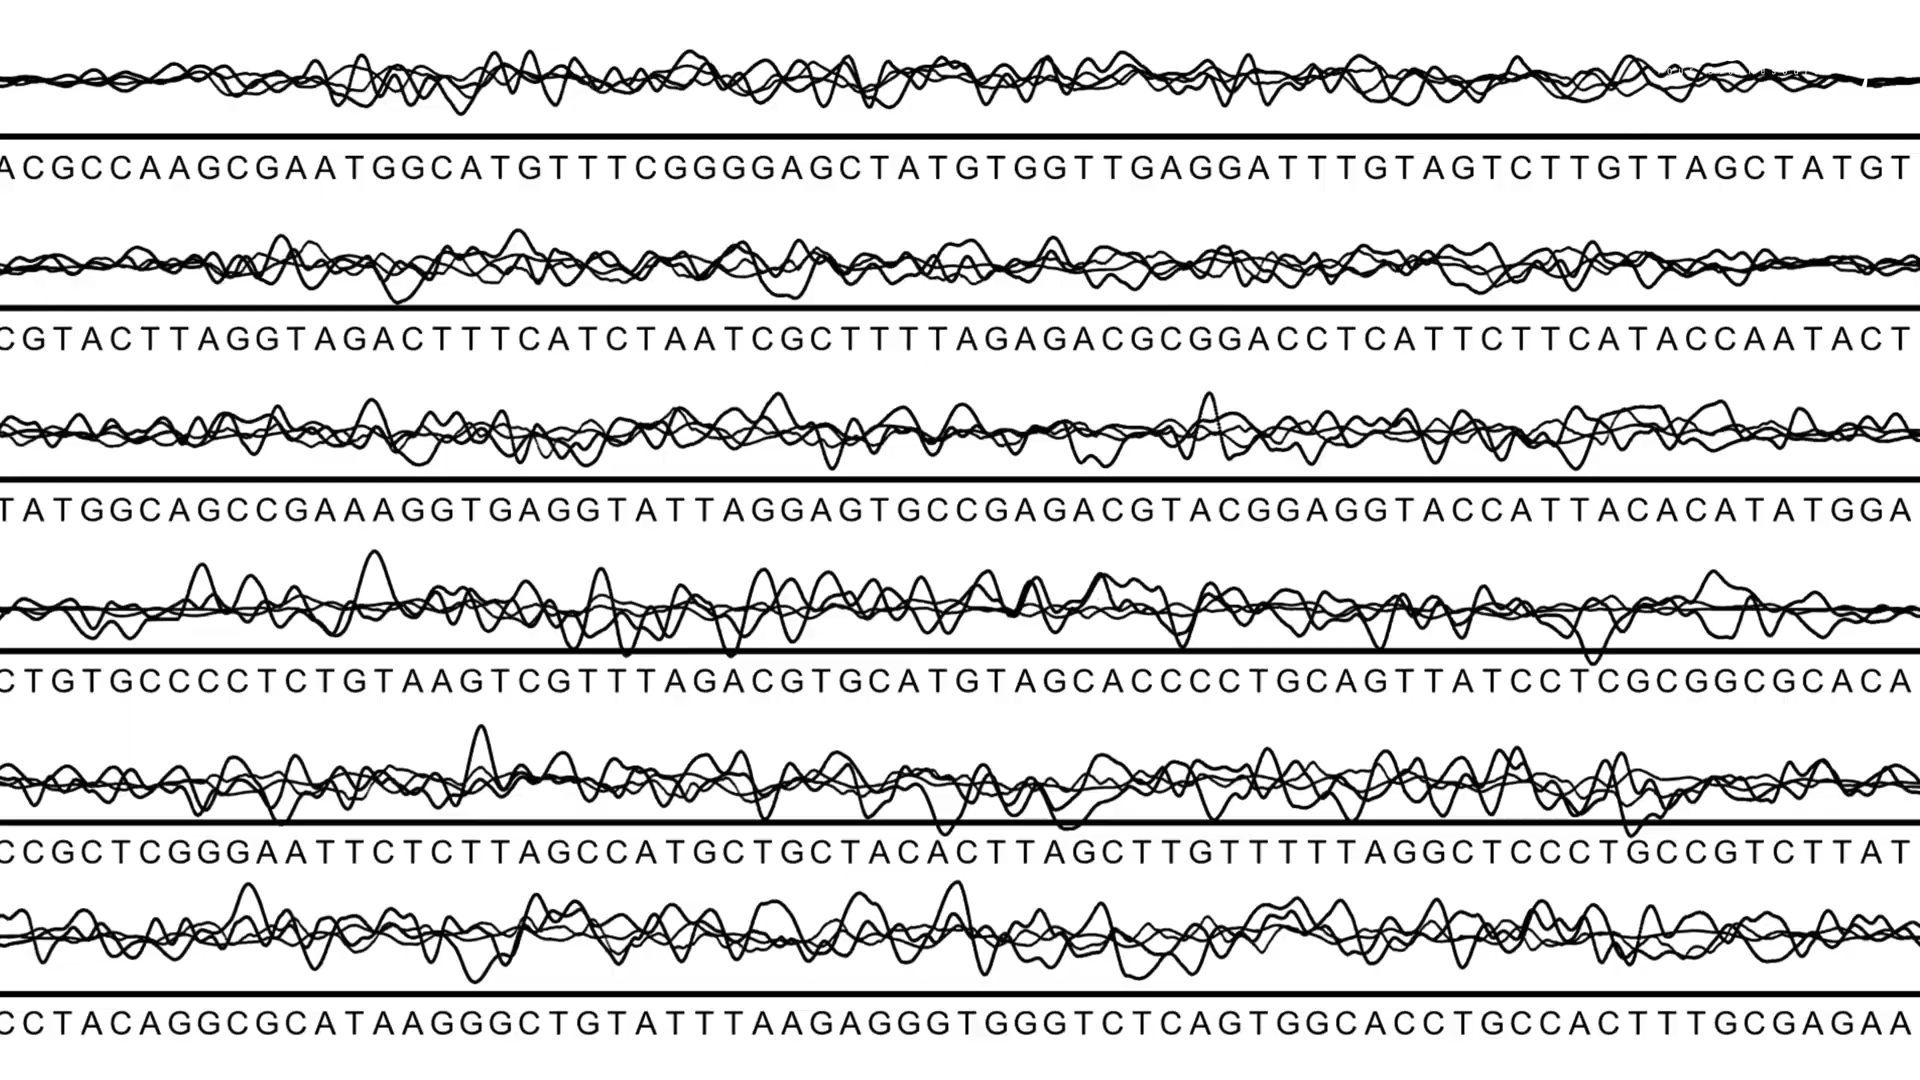 ACGCCAAGCGAATGGCATGTTTCGGGGAGCTATGTGGTTGAGGATTTGTAGTCTTGTTAGCTATGT
CGTACTTAGGTAGACTTTCATCTAATCGCTTTTAGAGACGCGGACCTCATTCTTCATACCAATACT
TATGGCAGCCGAAAGGTGAGGTATTAGGAGTGCCGAGACGTACGGAGGTACCATTACACATATGGA
CTGTGCCCCTCTGTAAGTCGTTTAGACGTGCATGTAGCACCCCTGCAGTTATCCTCGCGGCGCACA
CCGCTCGGGAATTCTCTTAGCCATGCTGCTACACTTAGCTTGTTTTTAGGCTCCCTGCCGTCTTAT
CCTACAGGCGCATAAGGGCTGTATTTAAGAGGGTGGGTCTCAGTGGCACCTGCCACTTTGCGAGAA